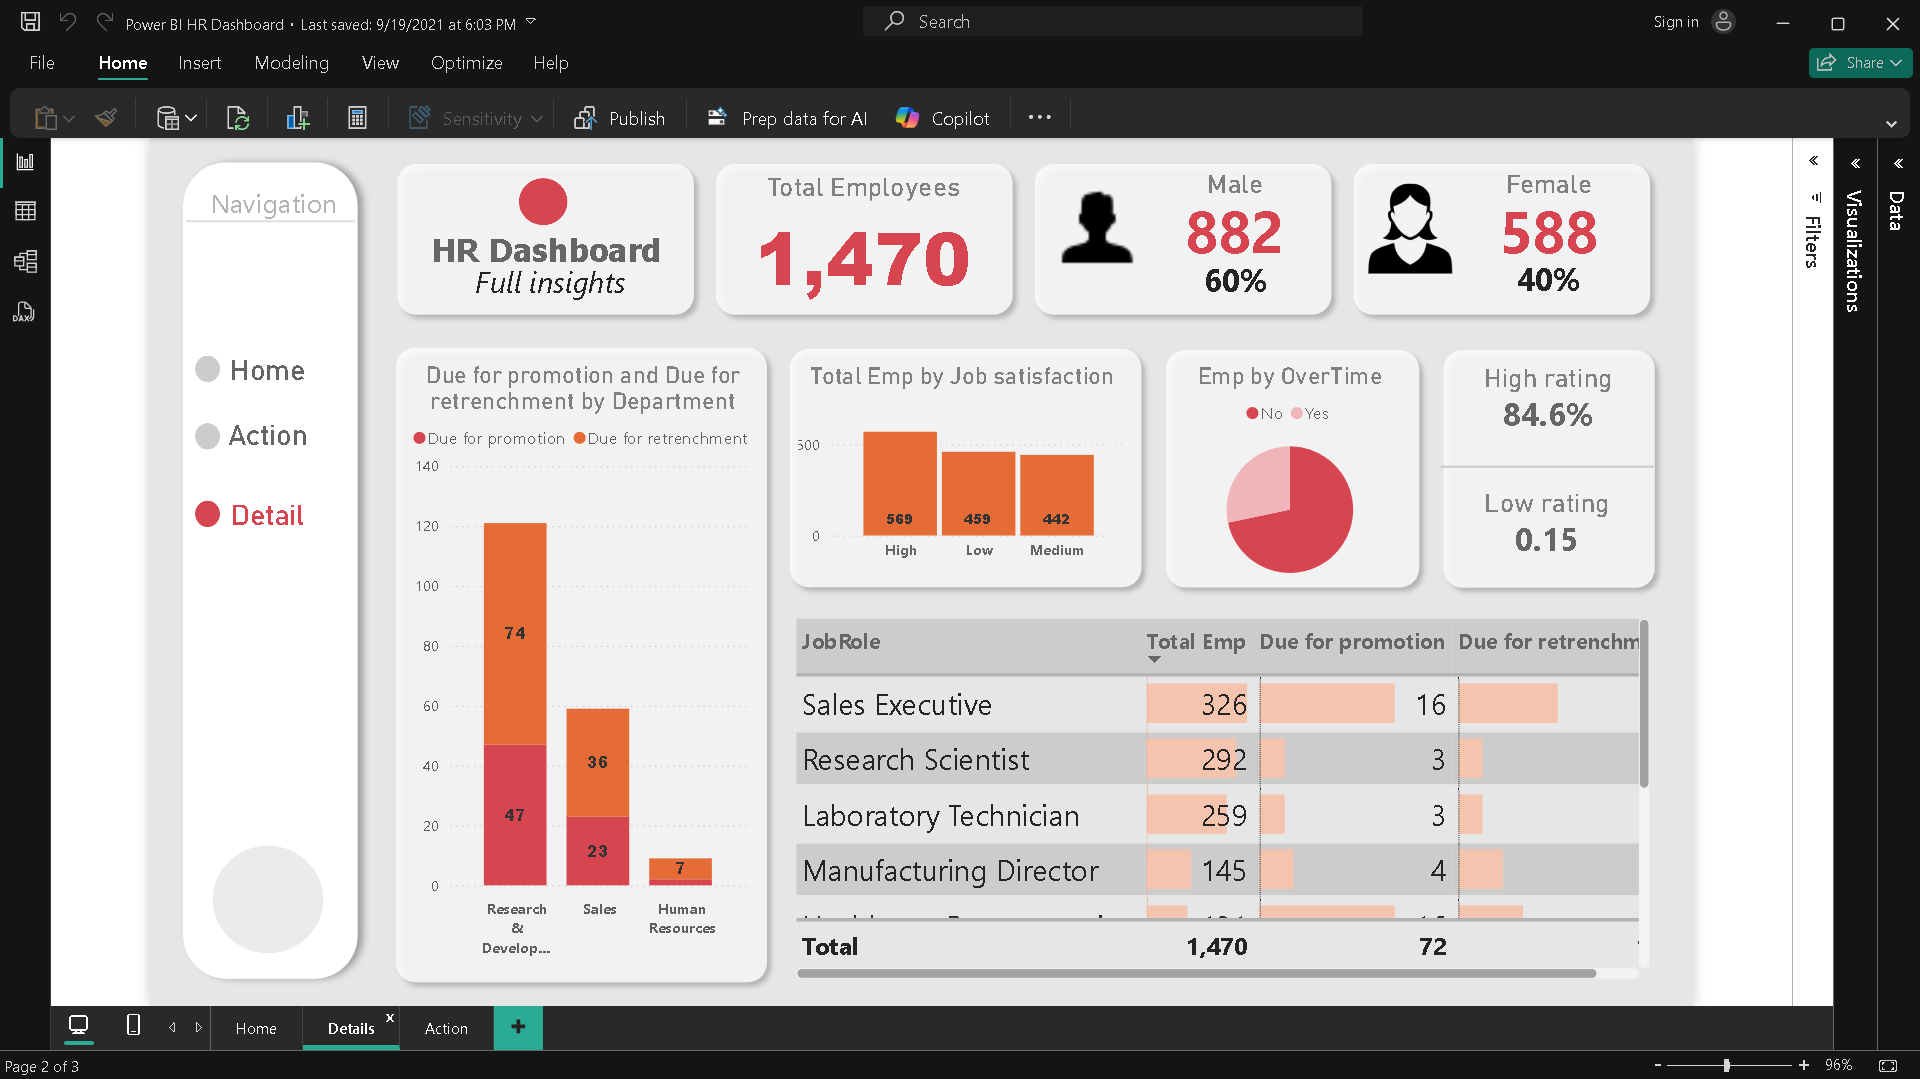 Power BI HR Dashboard • Last saved: 9/19/2021 at 6:03 PM
Search
Sign in
File
Home
Insert
Modeling
View
Optimize
Help
Share
Sensitivity
Publish
Prep data for AI
Copilot
DAX
Navigation
Home
Action
Detail
HR Dashboard
Full insights
Total Employees
1,470
Male
882
60%
Female
588
40%
Due for promotion and Due for
retrenchment by Department
Due for promotion
Due for retrenchment
140
120
100
80
60
40
20
0
74
47
36
23
7
Research
&
Develop...
Sales
Human
Resources
Total Emp by Job satisfaction
500
0
569
459
442
High
Low
Medium
Emp by OverTime
No
Yes
High rating
84.6%
Low rating
0.15
JobRole Total Emp Due for promotion Due for retrenchm
Sales Executive 326 16
Research Scientist 292 3
Laboratory Technician 259 3
Manufacturing Director 145 4
Total 1,470 72
Filters
Visualizations
Data
Home
Details x
Action
+
Page 2 of 3
- + 96%